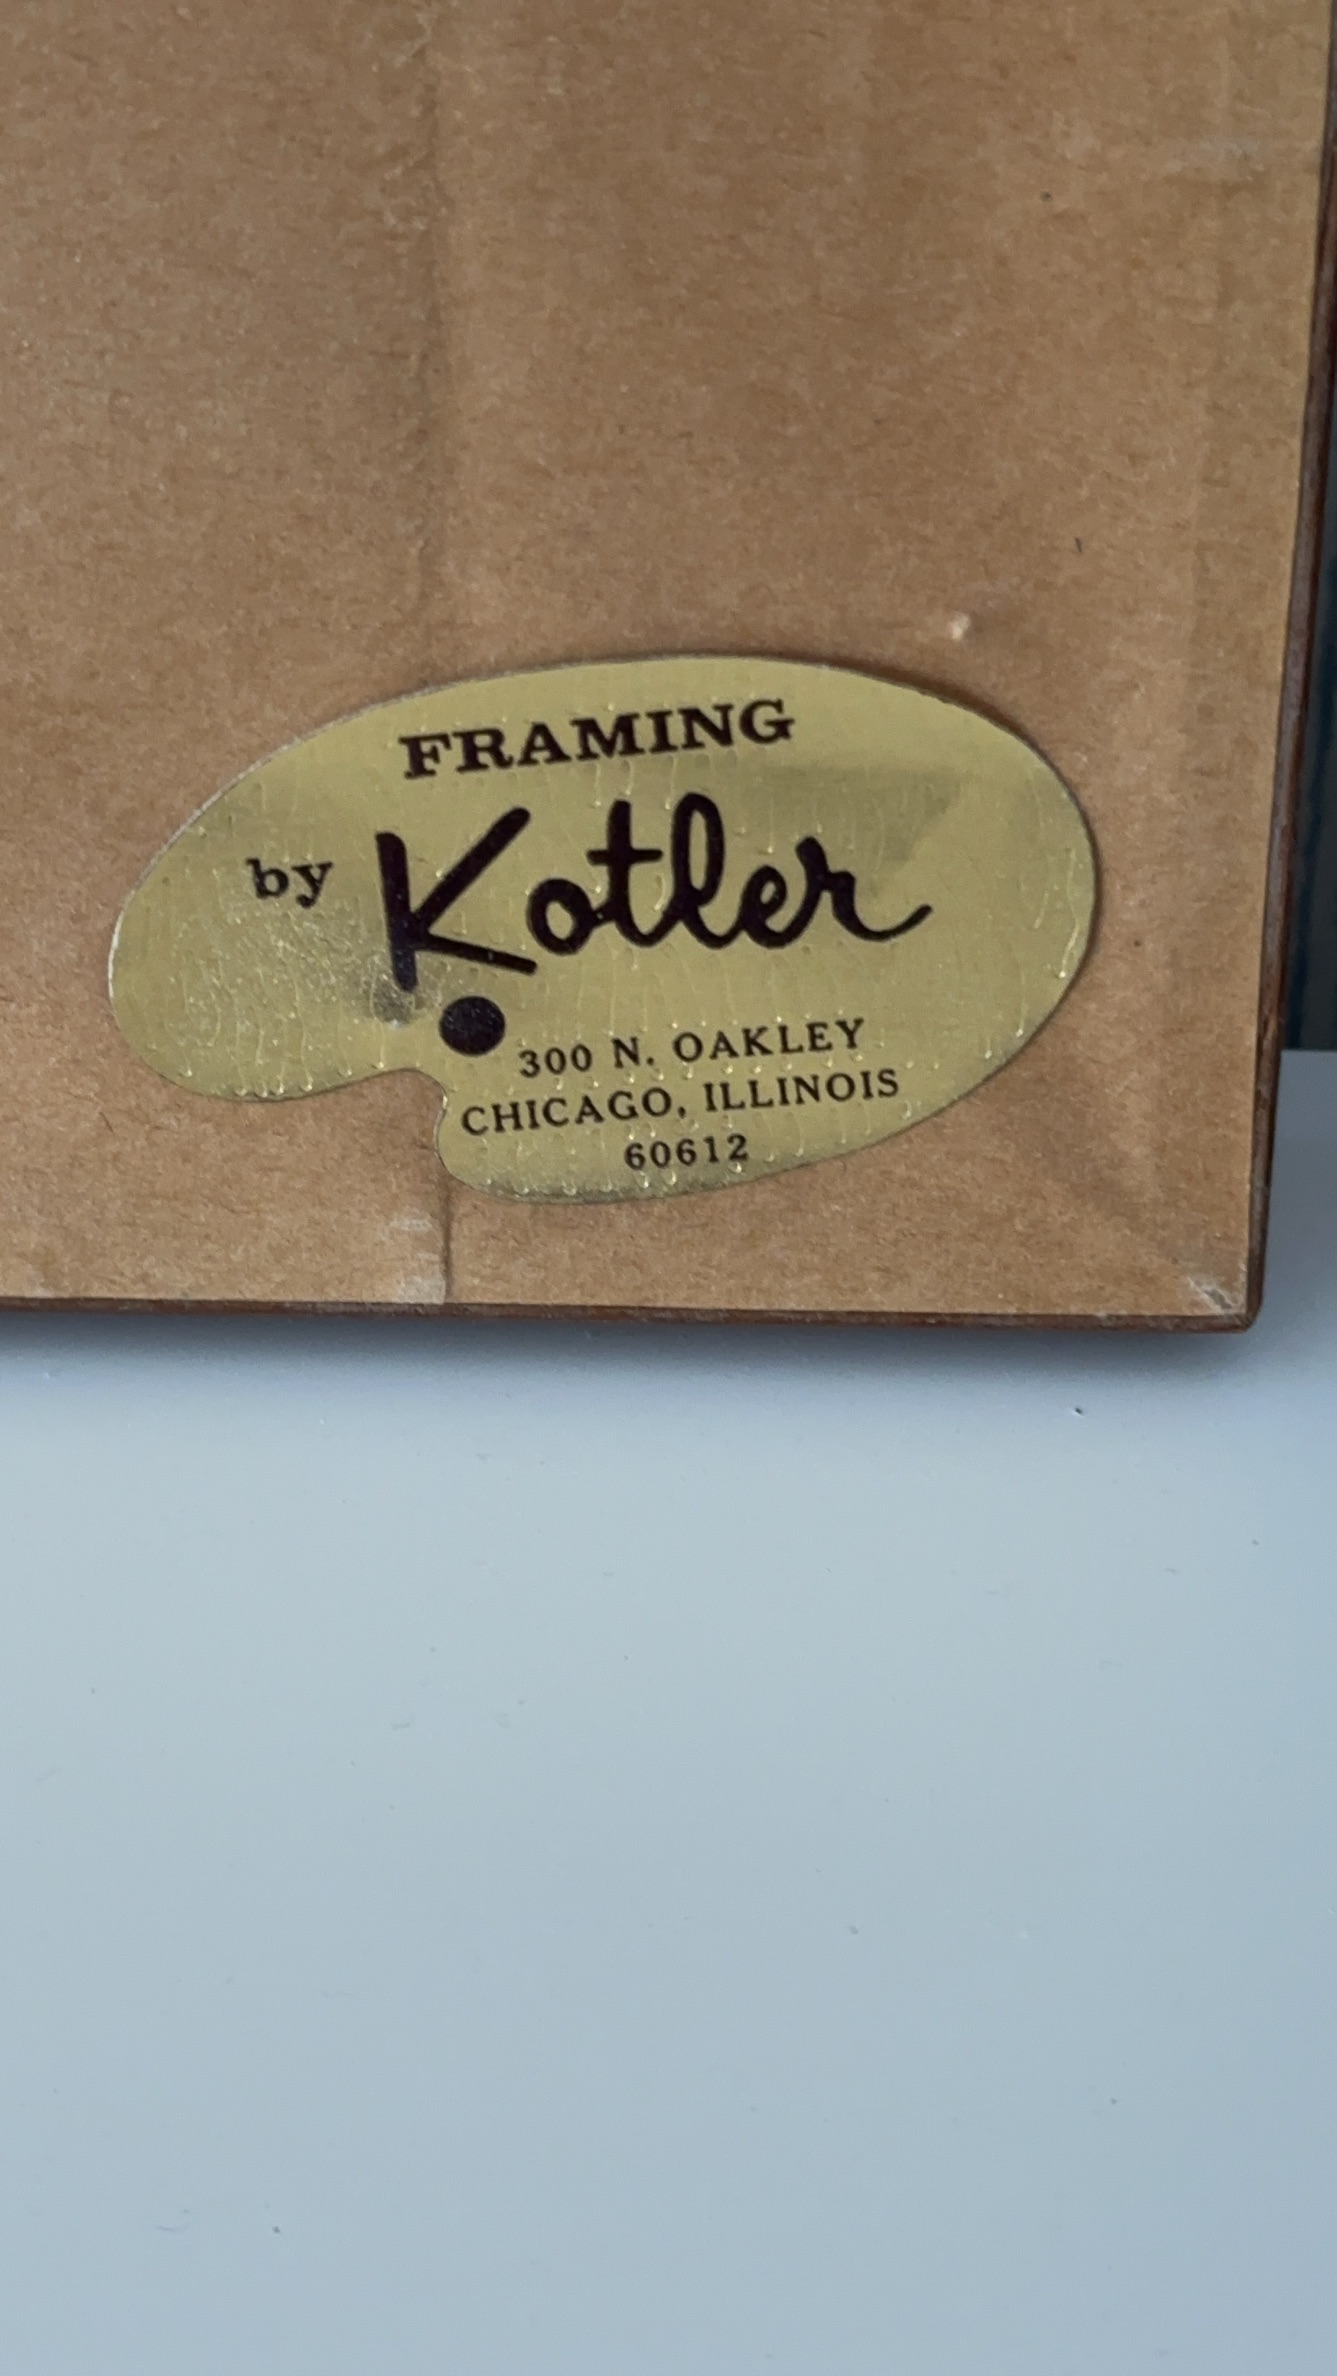 FRAMING
by Kotler
300 N. OAKLEY
CHICAGO, ILLINOIS
60612